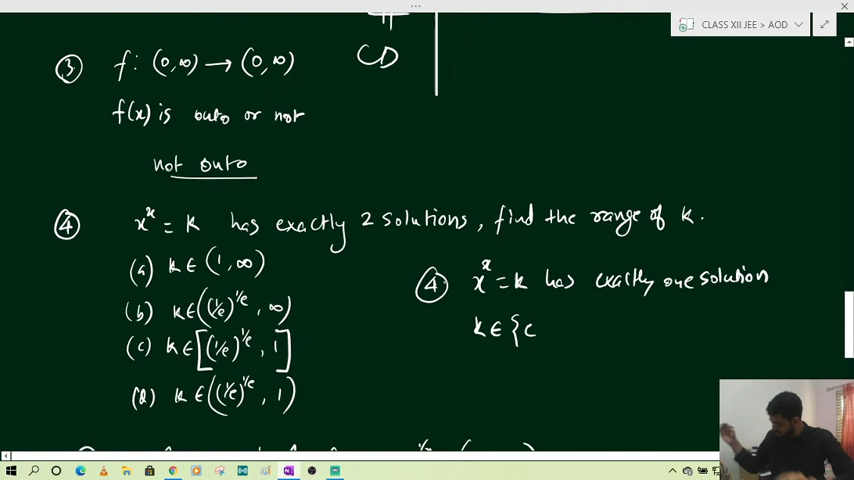 CLASS XII JEE > AOD
CD
③ f: (0,∞) → (0,∞)
f(x) is onto or not
not onto
④ x^x = k has exactly 2 solutions, find the range of k.
(a) k ∈ (1, ∞)
(b) k ∈ ((1/e)^1/e, ∞)
(c) k ∈ [(1/e)^1/e, 1]
(d) k ∈ ((1/e)^1/e, 1)
④ x^x = k has exactly one solution
k ∈ {c